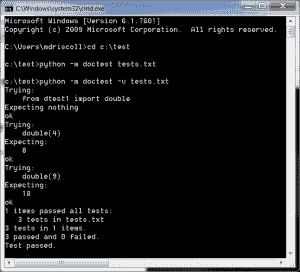 C:\Windows\system32\cmd.exe
Microsoft Windows [Version 6.1.7601]
Copyright (c) 2009 Microsoft Corporation. All rights reserved.
C:\Users\mdriscoll>cd c:\test
c:\test>python -m doctest tests.txt
c:\test>python -m doctest -v tests.txt
Trying:
from dtest1 import double
Expecting nothing
ok
Trying:
double(4)
Expecting:
8
ok
Trying:
double(9)
Expecting:
18
ok
1 items passed all tests:
3 tests in tests.txt
3 tests in 1 items.
3 passed and 0 failed.
Test passed.